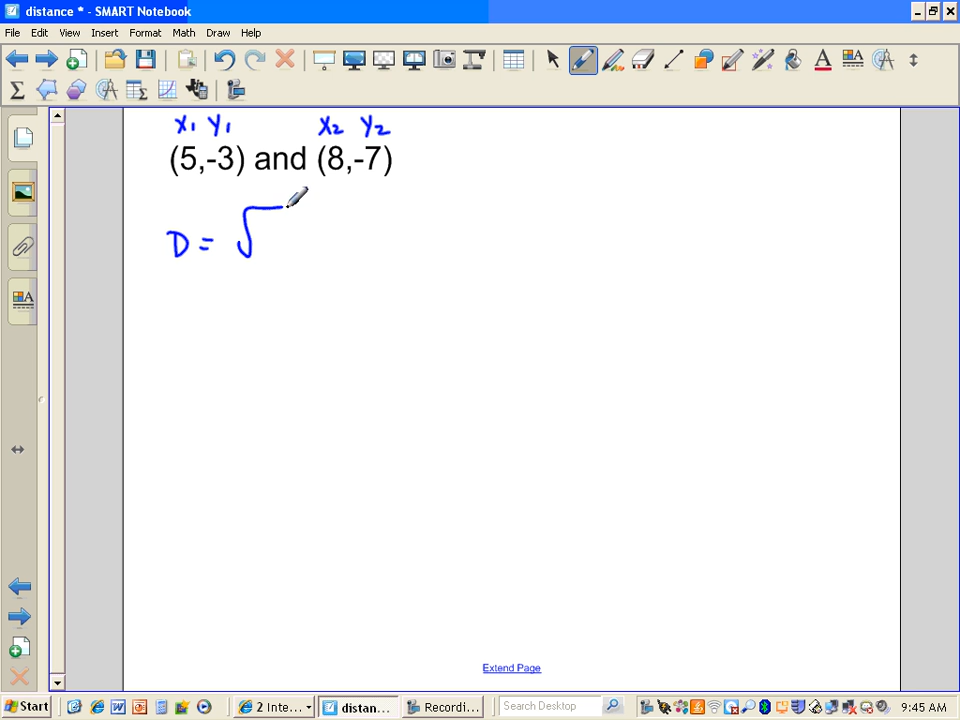 distance * - SMART Notebook
File Edit View Insert Format Math Draw Help
x1 y1 x2 y2
(5,-3) and (8,-7)
D = √
Extend Page
Start 2 Inte... distan... Recordi... Search Desktop 9:45 AM